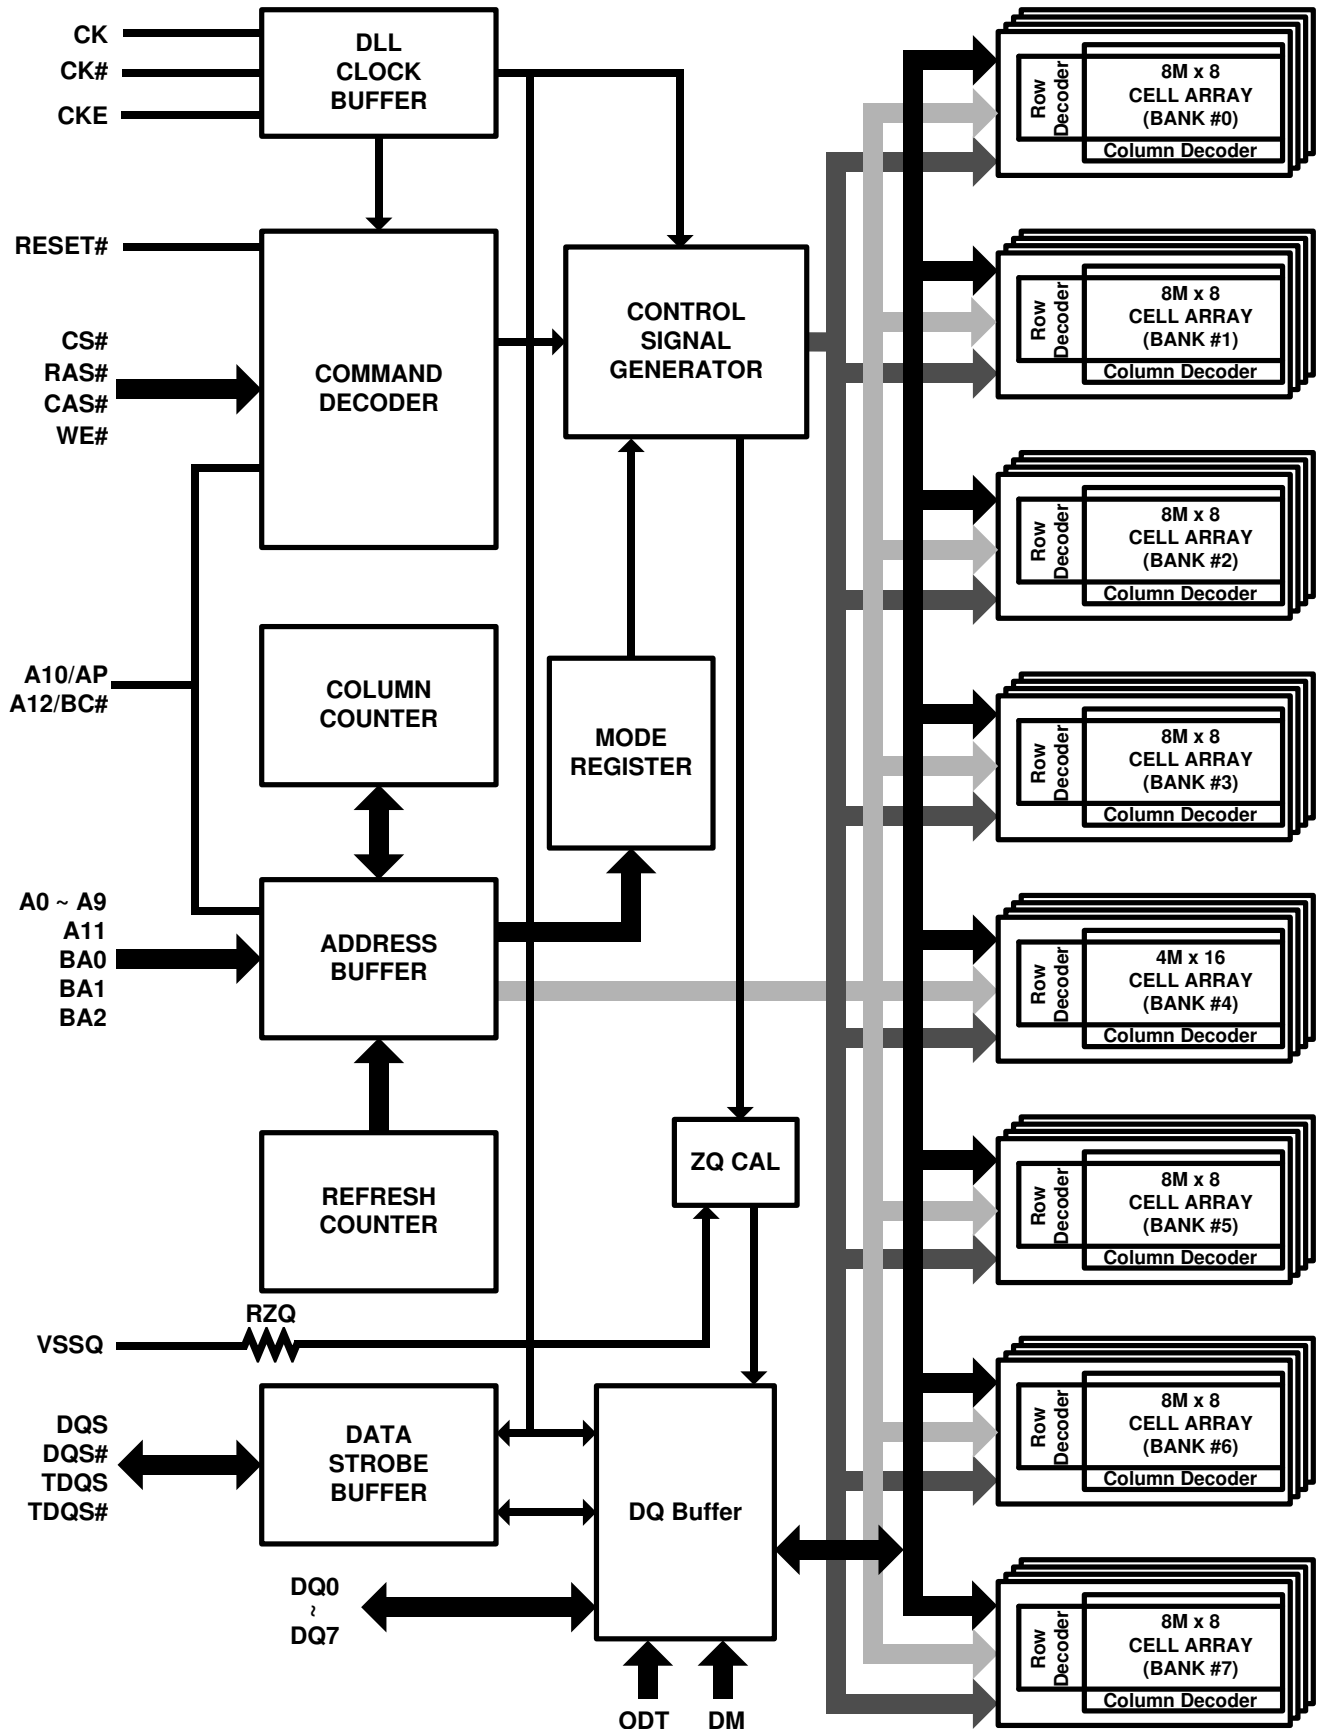 CK
CK#
CKE
DLL
CLOCK
BUFFER
RESET#
CS#
RAS#
CAS#
WE#
COMMAND
DECODER
CONTROL
SIGNAL
GENERATOR
A10/AP
A12/BC#
COLUMN
COUNTER
MODE
REGISTER
A0 ~ A9
A11
BA0
BA1
BA2
ADDRESS
BUFFER
REFRESH
COUNTER
ZQ CAL
RZQ
VSSQ
DQS
DQS#
TDQS
TDQS#
DATA
STROBE
BUFFER
DQ Buffer
DQ0
~
DQ7
ODT
DM
Row
Decoder
8M x 8
CELL ARRAY
(BANK #0)
Column Decoder
Row
Decoder
8M x 8
CELL ARRAY
(BANK #1)
Column Decoder
Row
Decoder
8M x 8
CELL ARRAY
(BANK #2)
Column Decoder
Row
Decoder
8M x 8
CELL ARRAY
(BANK #3)
Column Decoder
Row
Decoder
4M x 16
CELL ARRAY
(BANK #4)
Column Decoder
Row
Decoder
8M x 8
CELL ARRAY
(BANK #5)
Column Decoder
Row
Decoder
8M x 8
CELL ARRAY
(BANK #6)
Column Decoder
Row
Decoder
8M x 8
CELL ARRAY
(BANK #7)
Column Decoder